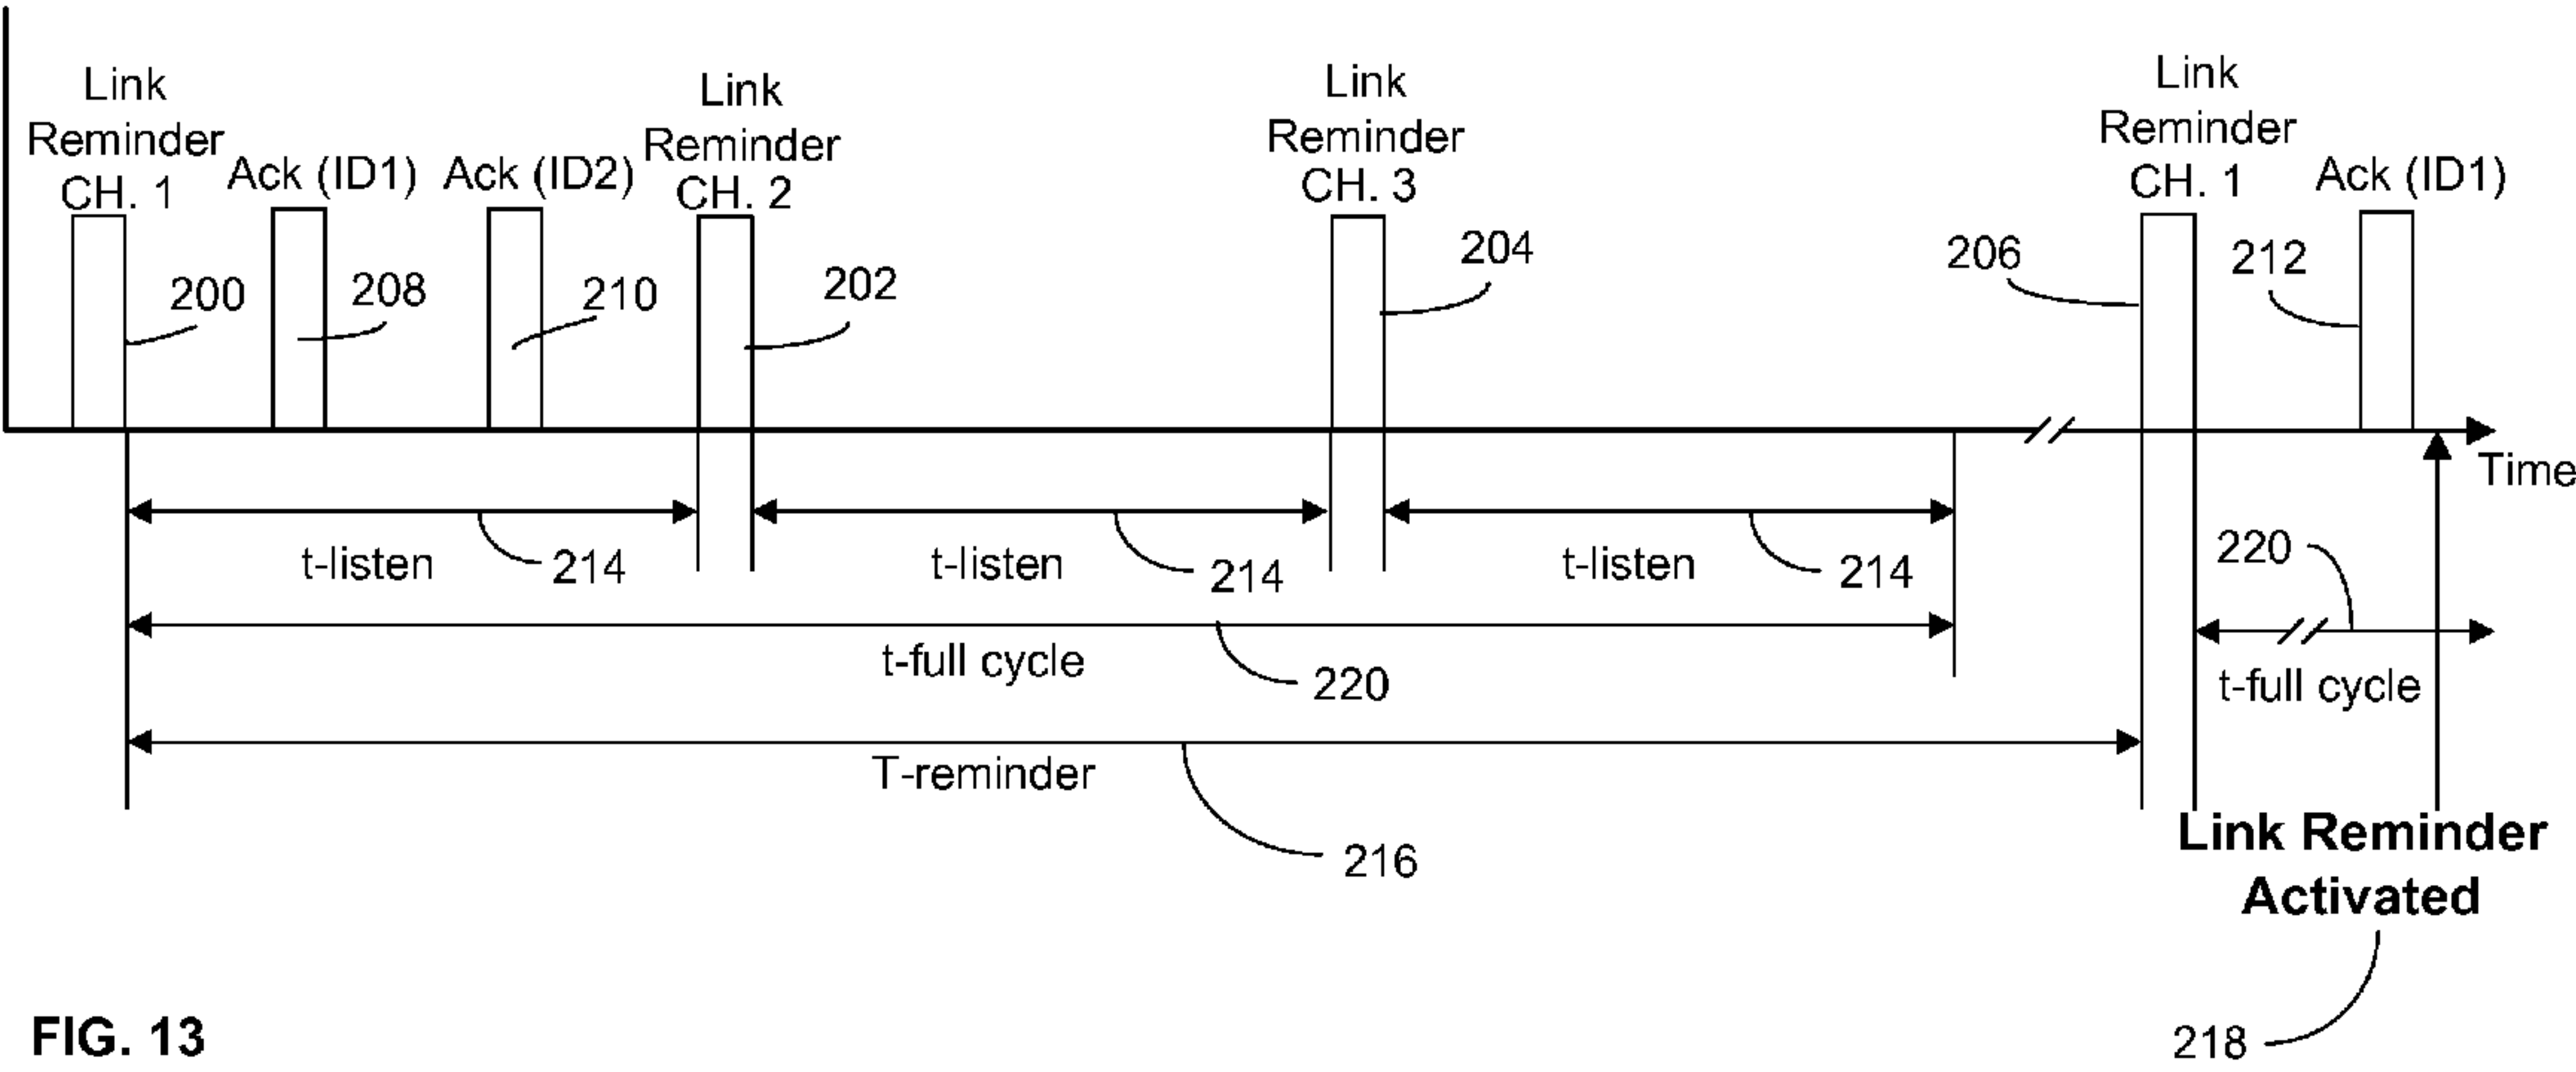 Link
Reminder
CH. 1
Ack (ID1)
Ack (ID2)
Link
Reminder
CH. 2
Link
Reminder
CH. 3
Link
Reminder
CH. 1
Ack (ID1)
200
208
210
202
204
206
212
Time
t-listen
214
t-listen
214
t-listen
214
220
t-full cycle
220
t-full cycle
T-reminder
216
Link Reminder
Activated
218
FIG. 13